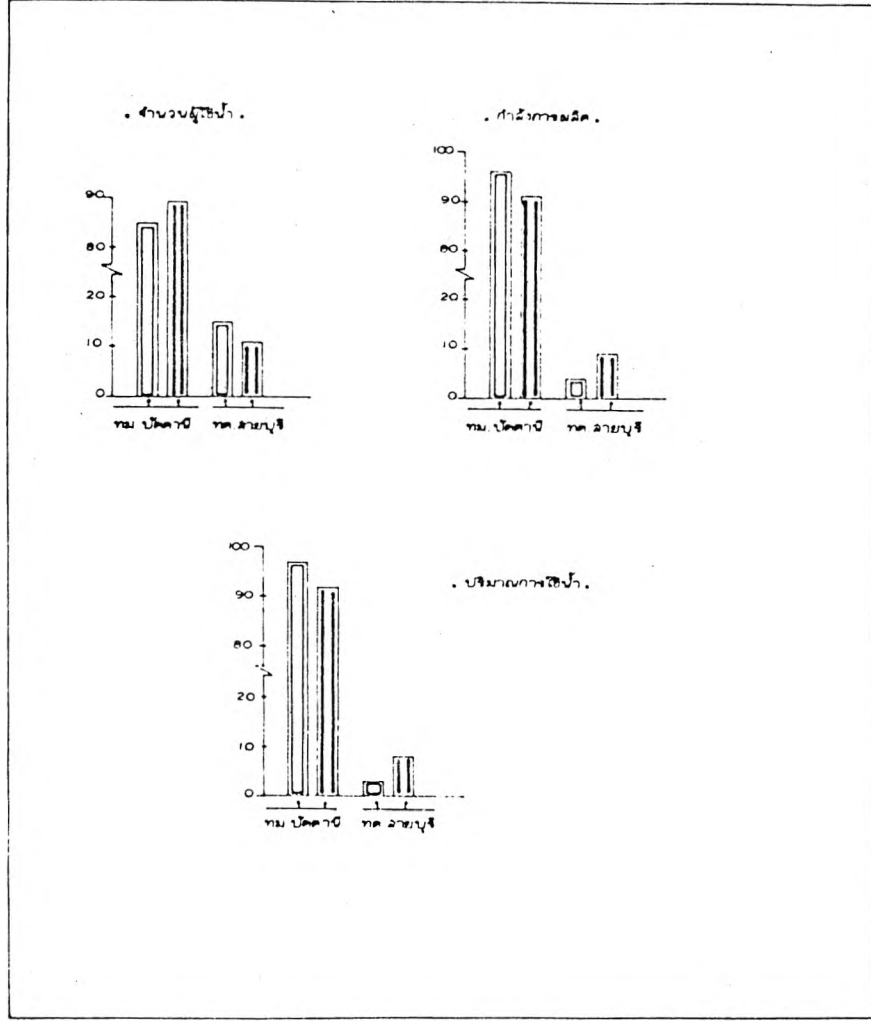 . จำนวนผู้ใช้น้ำ .
90
80
20
10
0
ทม. ปัตตานี ทต. สายบุรี
. กำลังการผลิต .
100
90
80
20
10
0
ทม. ปัตตานี ทต. สายบุรี
100
90
80
20
10
0
. ปริมาณการใช้น้ำ .
ทม ปัตตานี ทต สายบุรี